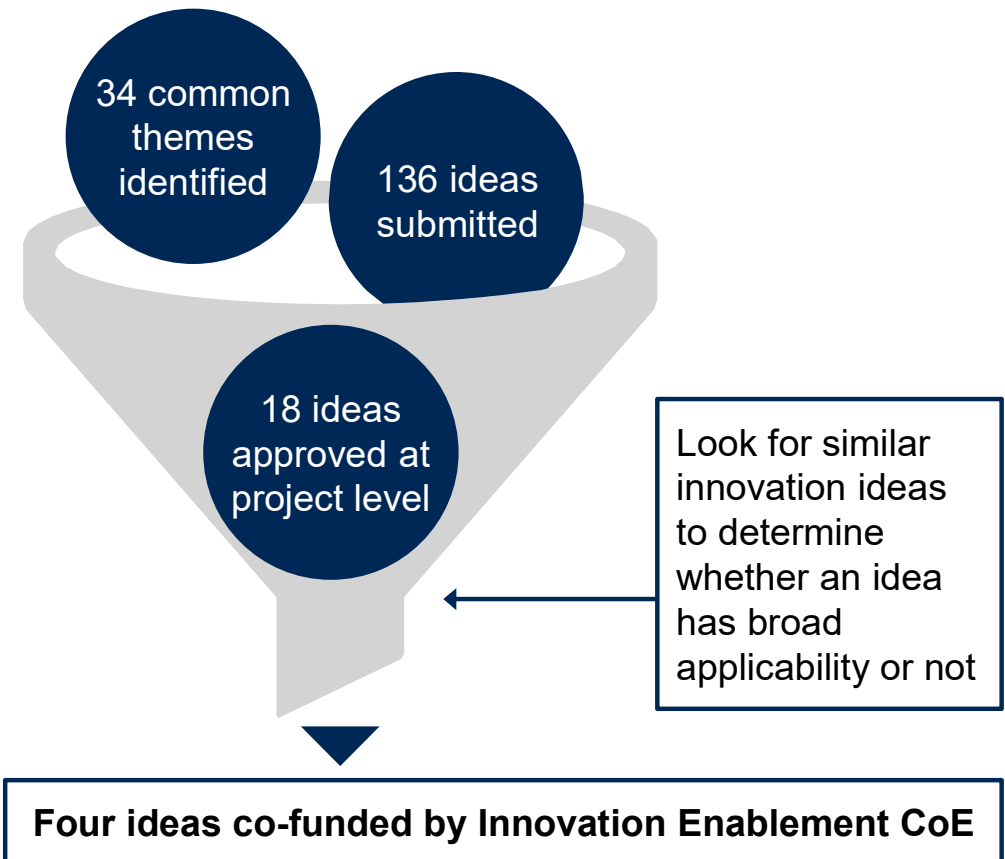 34 common
themes
identified
136 ideas
submitted
18 ideas
approved at
project level
Look for similar
innovation ideas
to determine
whether an idea
has broad
applicability or not
Four ideas co-funded by Innovation Enablement CoE